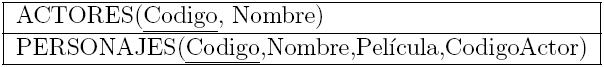 ACTORES(Codigo, Nombre)
PERSONAJES(Codigo,Nombre,Película,CodigoActor)